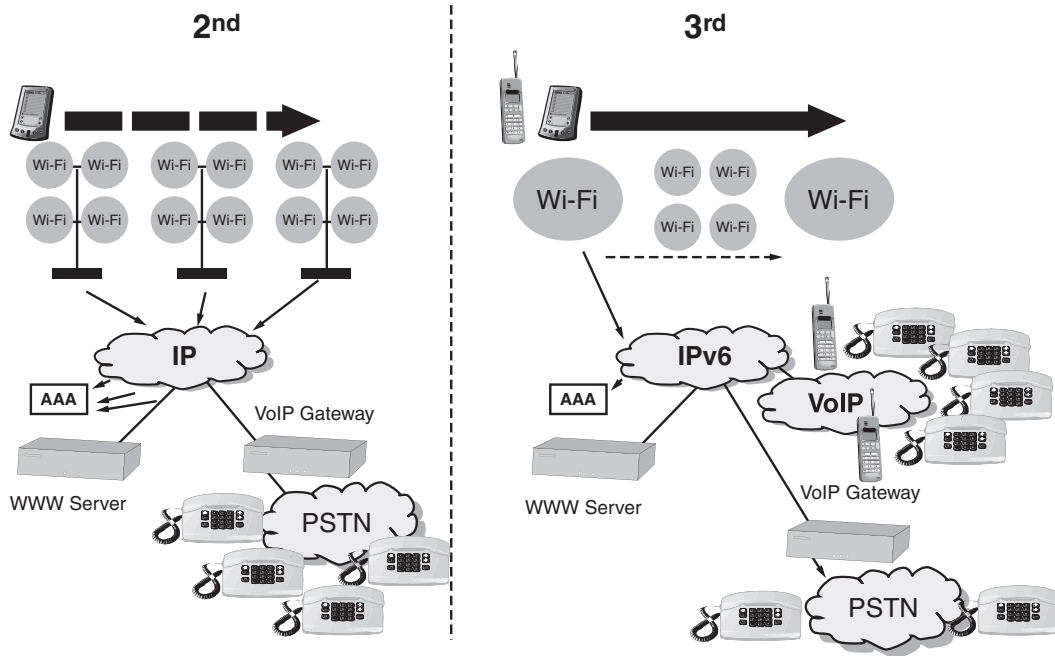 2nd
Wi-Fi Wi-Fi Wi-Fi Wi-Fi Wi-Fi Wi-Fi
Wi-Fi Wi-Fi Wi-Fi Wi-Fi Wi-Fi Wi-Fi
IP
AAA
VoIP Gateway
WWW Server
PSTN
3rd
Wi-Fi
Wi-Fi Wi-Fi
Wi-Fi Wi-Fi
Wi-Fi
IPv6
AAA
VoIP
WWW Server
VoIP Gateway
PSTN